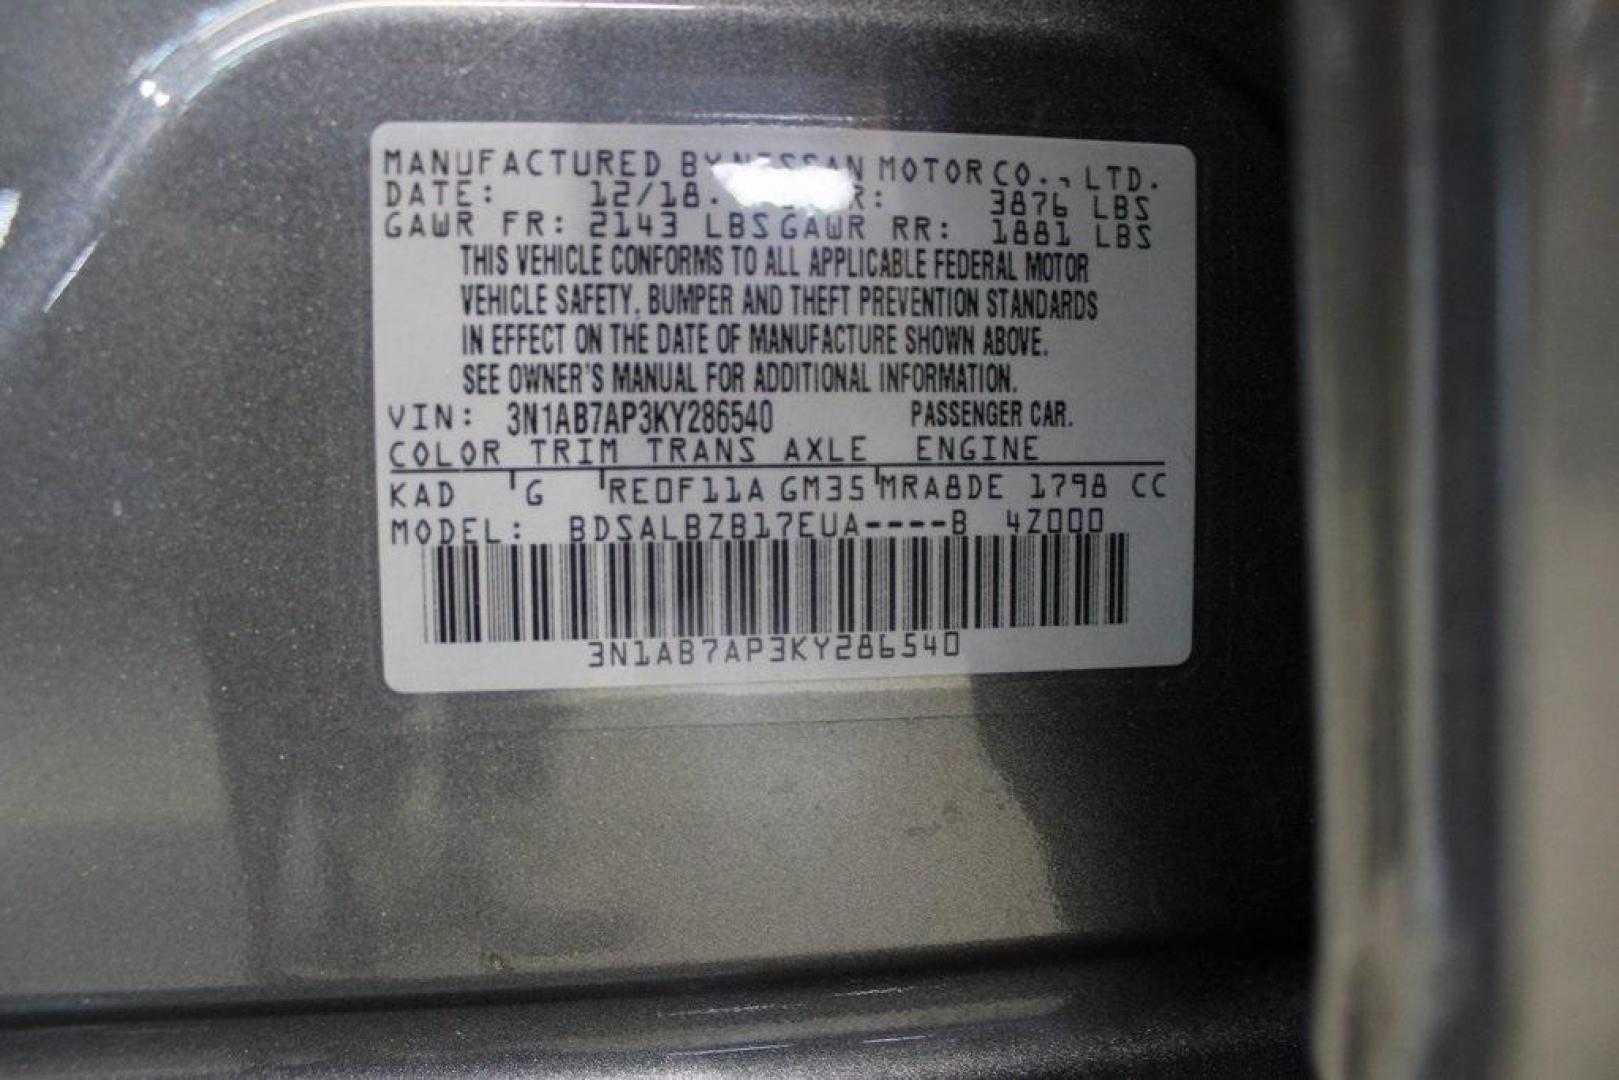 MANUFACTURED BY NISSAN MOTOR CO., LTD.
DATE: 12/18. 3876 LBS
GAWR FR: 2143 LBS GAWR RR: 1881 LBS
THIS VEHICLE CONFORMS TO ALL APPLICABLE FEDERAL MOTOR
VEHICLE SAFETY, BUMPER AND THEFT PREVENTION STANDARDS
IN EFFECT ON THE DATE OF MANUFACTURE SHOWN ABOVE.
SEE OWNER'S MANUAL FOR ADDITIONAL INFORMATION.
VIN: 3N1AB7AP3KY286540 PASSENGER CAR.
COLOR TRIM TRANS AXLE ENGINE
KAD G RE0F11A GM35 MRA8DE 1798 CC
MODEL: BDSALBZB17EUA----B 4Z000
3N1AB7AP3KY286540